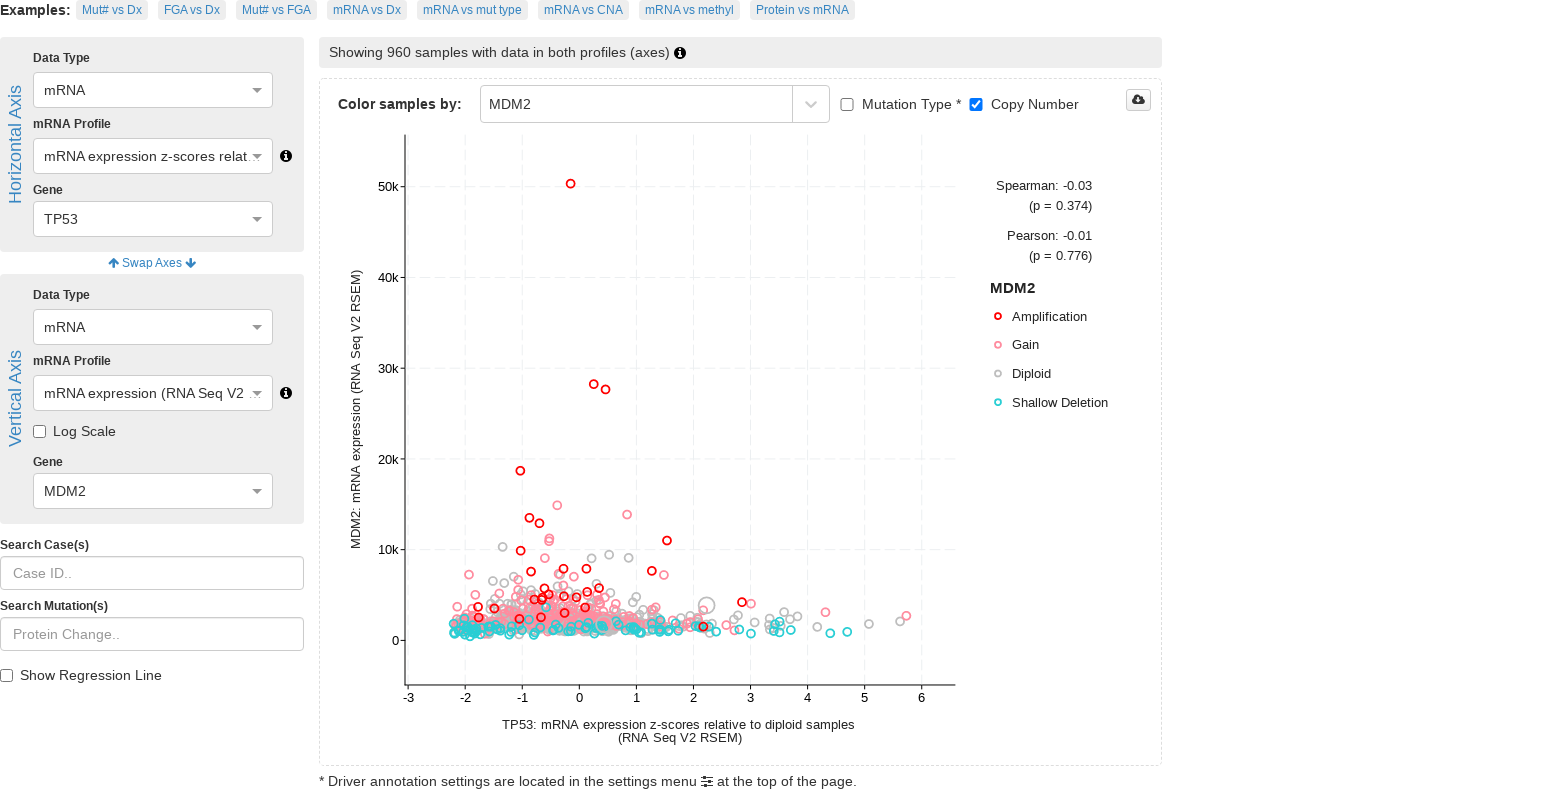 Examples: Mut# vs Dx FGA vs Dx Mut# vs FGA mRNA vs Dx mRNA vs mut type mRNA vs CNA mRNA vs methyl Protein vs mRNA
Horizontal Axis
Data Type
mRNA
mRNA Profile
mRNA expression z-scores relat…
Gene
TP53
Swap Axes
Vertical Axis
Data Type
mRNA
mRNA Profile
mRNA expression (RNA Seq V2 …
Log Scale
Gene
MDM2
Search Case(s)
Case ID..
Search Mutation(s)
Protein Change..
Show Regression Line
Showing 960 samples with data in both profiles (axes)
Color samples by: MDM2 Mutation Type * Copy Number
MDM2: mRNA expression (RNA Seq V2 RSEM)
50k
40k
30k
20k
10k
0
-3 -2 -1 0 1 2 3 4 5 6
TP53: mRNA expression z-scores relative to diploid samples
(RNA Seq V2 RSEM)
Spearman: -0.03
(p = 0.374)
Pearson: -0.01
(p = 0.776)
MDM2
Amplification
Gain
Diploid
Shallow Deletion
* Driver annotation settings are located in the settings menu at the top of the page.